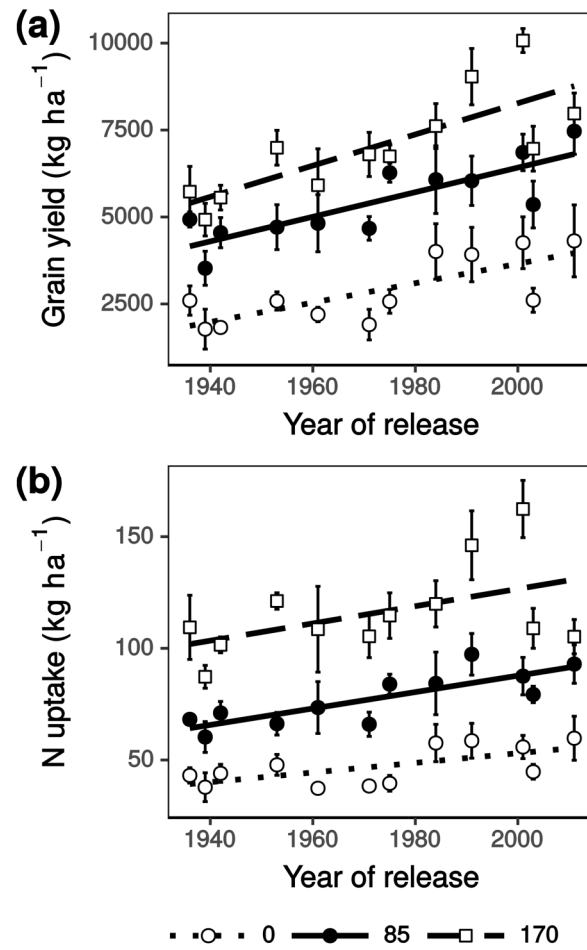 (a)
Grain yield (kg ha⁻¹)
10000
7500
5000
2500
1940 1960 1980 2000
Year of release
(b)
N uptake (kg ha⁻¹)
150
100
50
1940 1960 1980 2000
Year of release
0 85 170